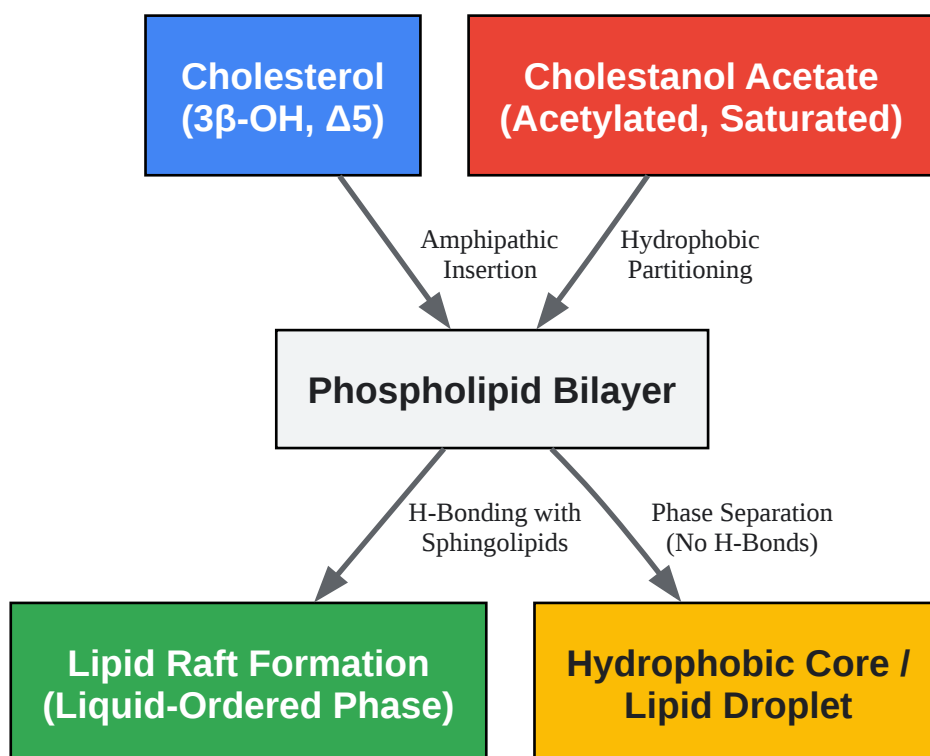 Cholesterol
(3β-OH, Δ5)
Cholestanol Acetate
(Acetylated, Saturated)
Amphipathic
Insertion
Hydrophobic
Partitioning
Phospholipid Bilayer
H-Bonding with
Sphingolipids
Phase Separation
(No H-Bonds)
Lipid Raft Formation
(Liquid-Ordered Phase)
Hydrophobic Core /
Lipid Droplet